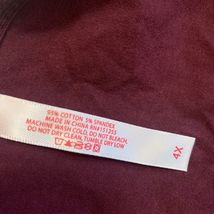 95% COTTON 5% SPANDEX
MADE IN PAKISTAN RN#151255
MACHINE WASH COLD, DO NOT BLEACH,
DO NOT DRY CLEAN, TUMBLE DRY LOW
4X